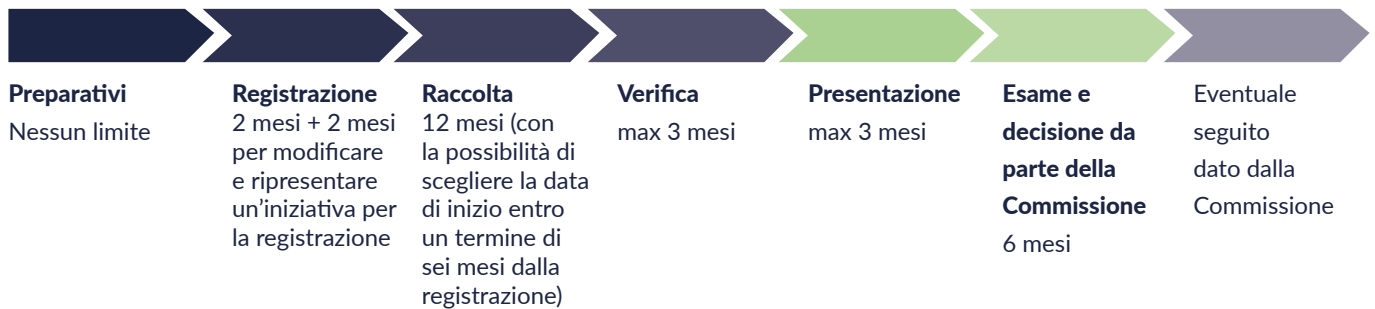 Preparativi
Nessun limite
Registrazione
2 mesi + 2 mesi
per modificare
e ripresentare
un’iniziativa per
la registrazione
Raccolta
12 mesi (con
la possibilità di
scegliere la data
di inizio entro
un termine di
sei mesi dalla
registrazione)
Verifica
max 3 mesi
Presentazione
max 3 mesi
Esame e
decisione da
parte della
Commissione
6 mesi
Eventuale
seguito
dato dalla
Commissione